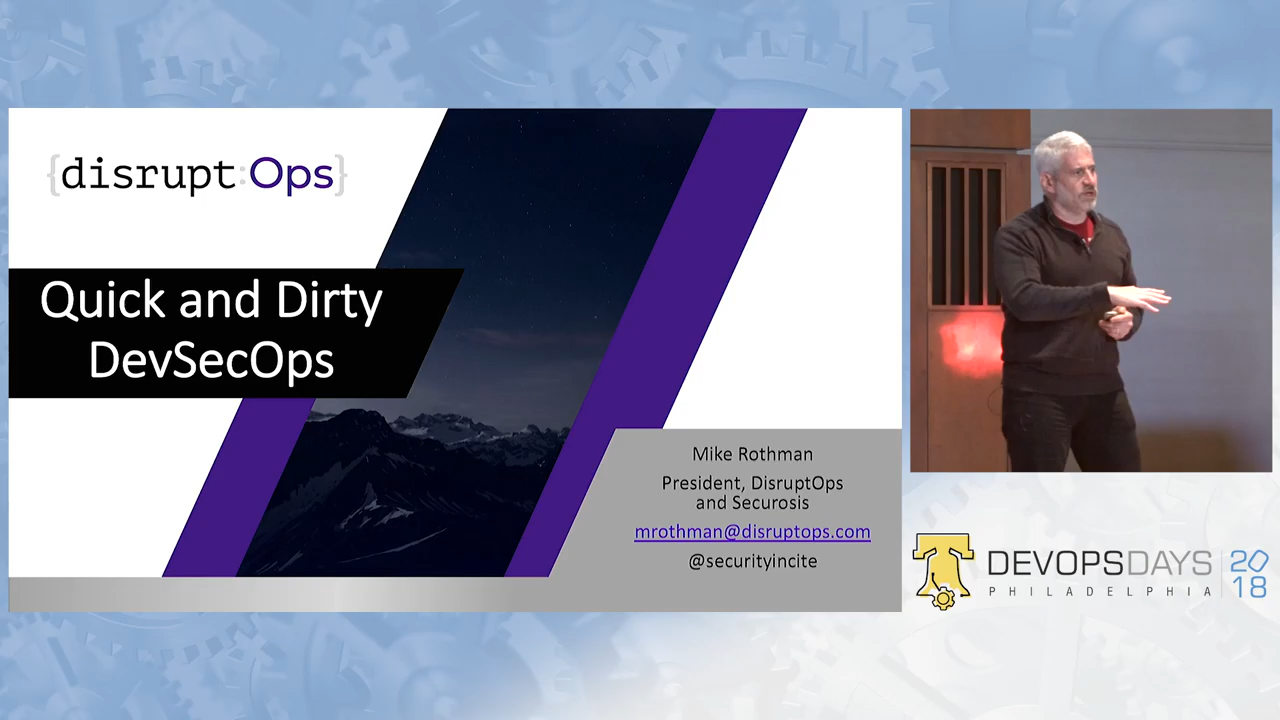 {disrupt:Ops}
Quick and Dirty
DevSecOps
Mike Rothman
President, DisruptOps
and Securosis
mrothman@disruptops.com
@securityincite
DEVOPSDAYS
PHILADELPHIA
20
18